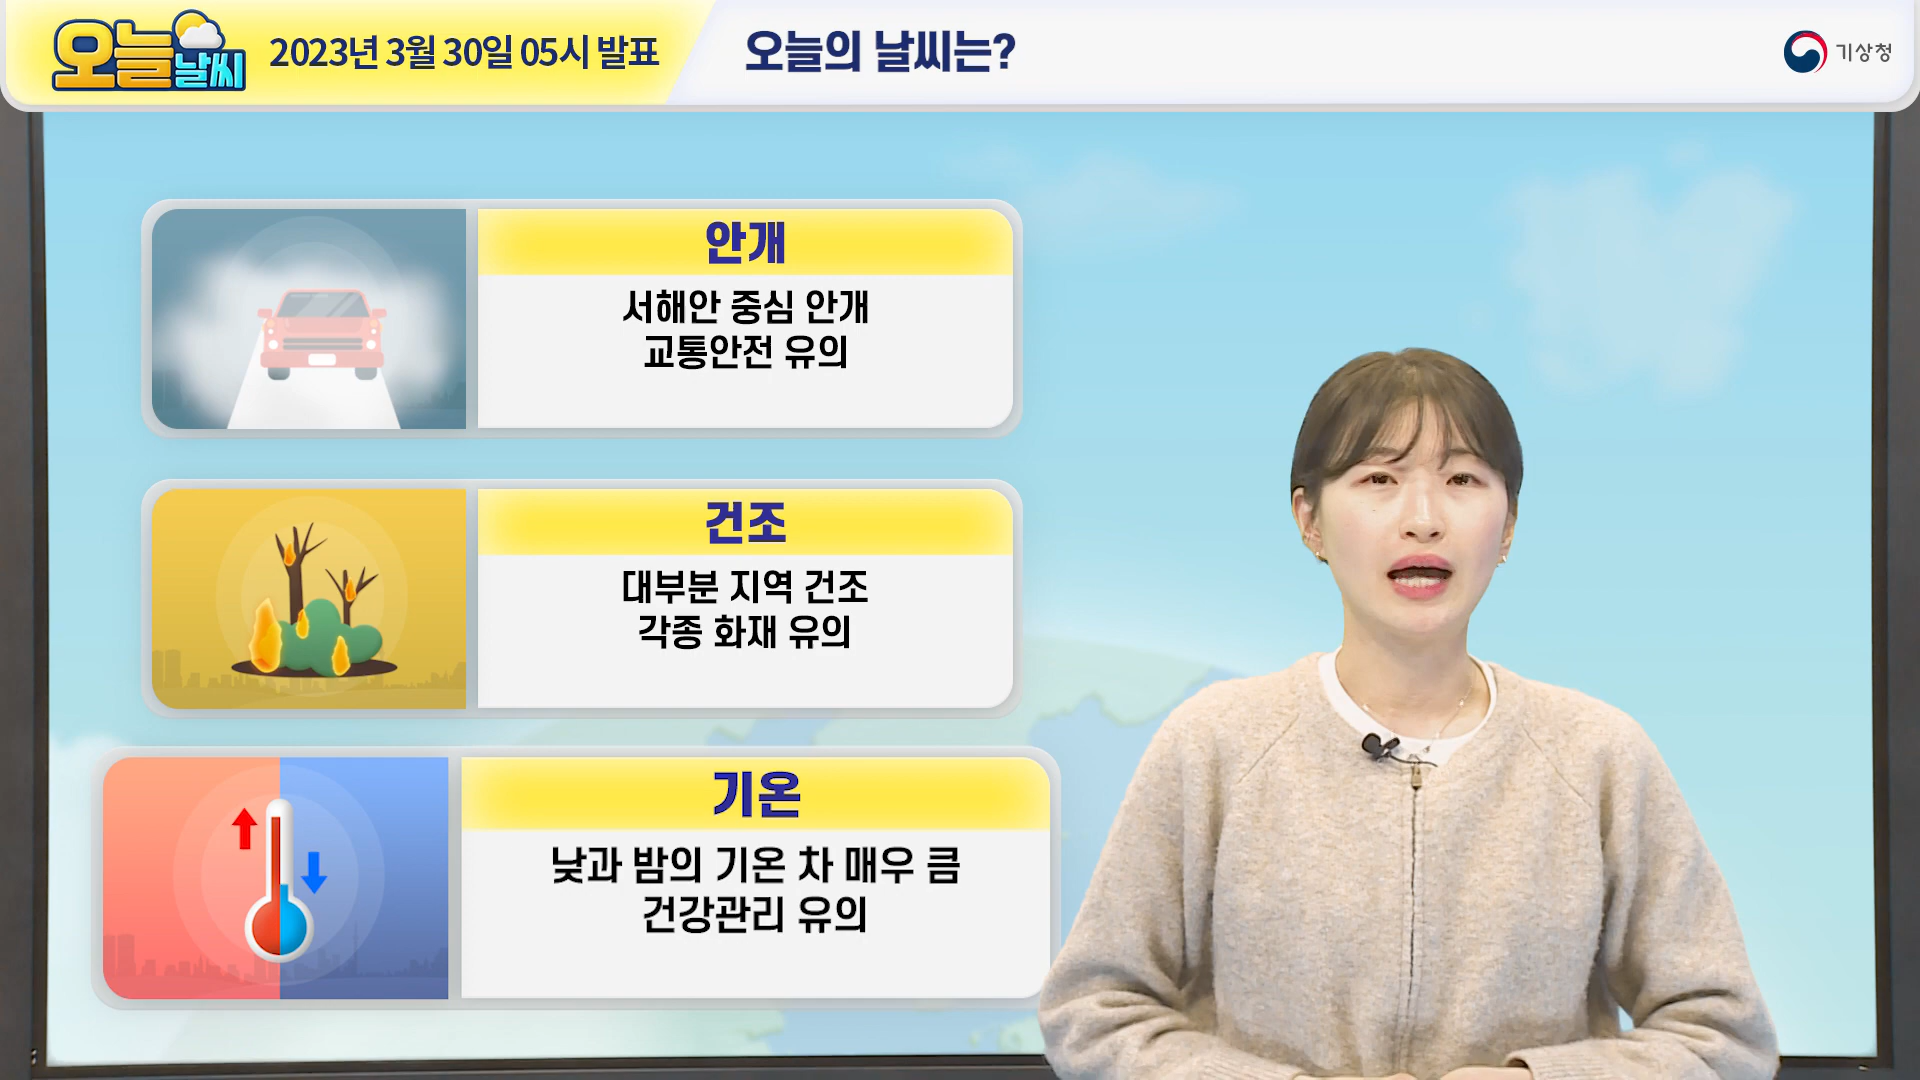 오늘날씨
2023년 3월 30일 05시 발표
오늘의 날씨는?
기상청
안개
서해안 중심 안개
교통안전 유의
건조
대부분 지역 건조
각종 화재 유의
기온
낮과 밤의 기온 차 매우 큼
건강관리 유의